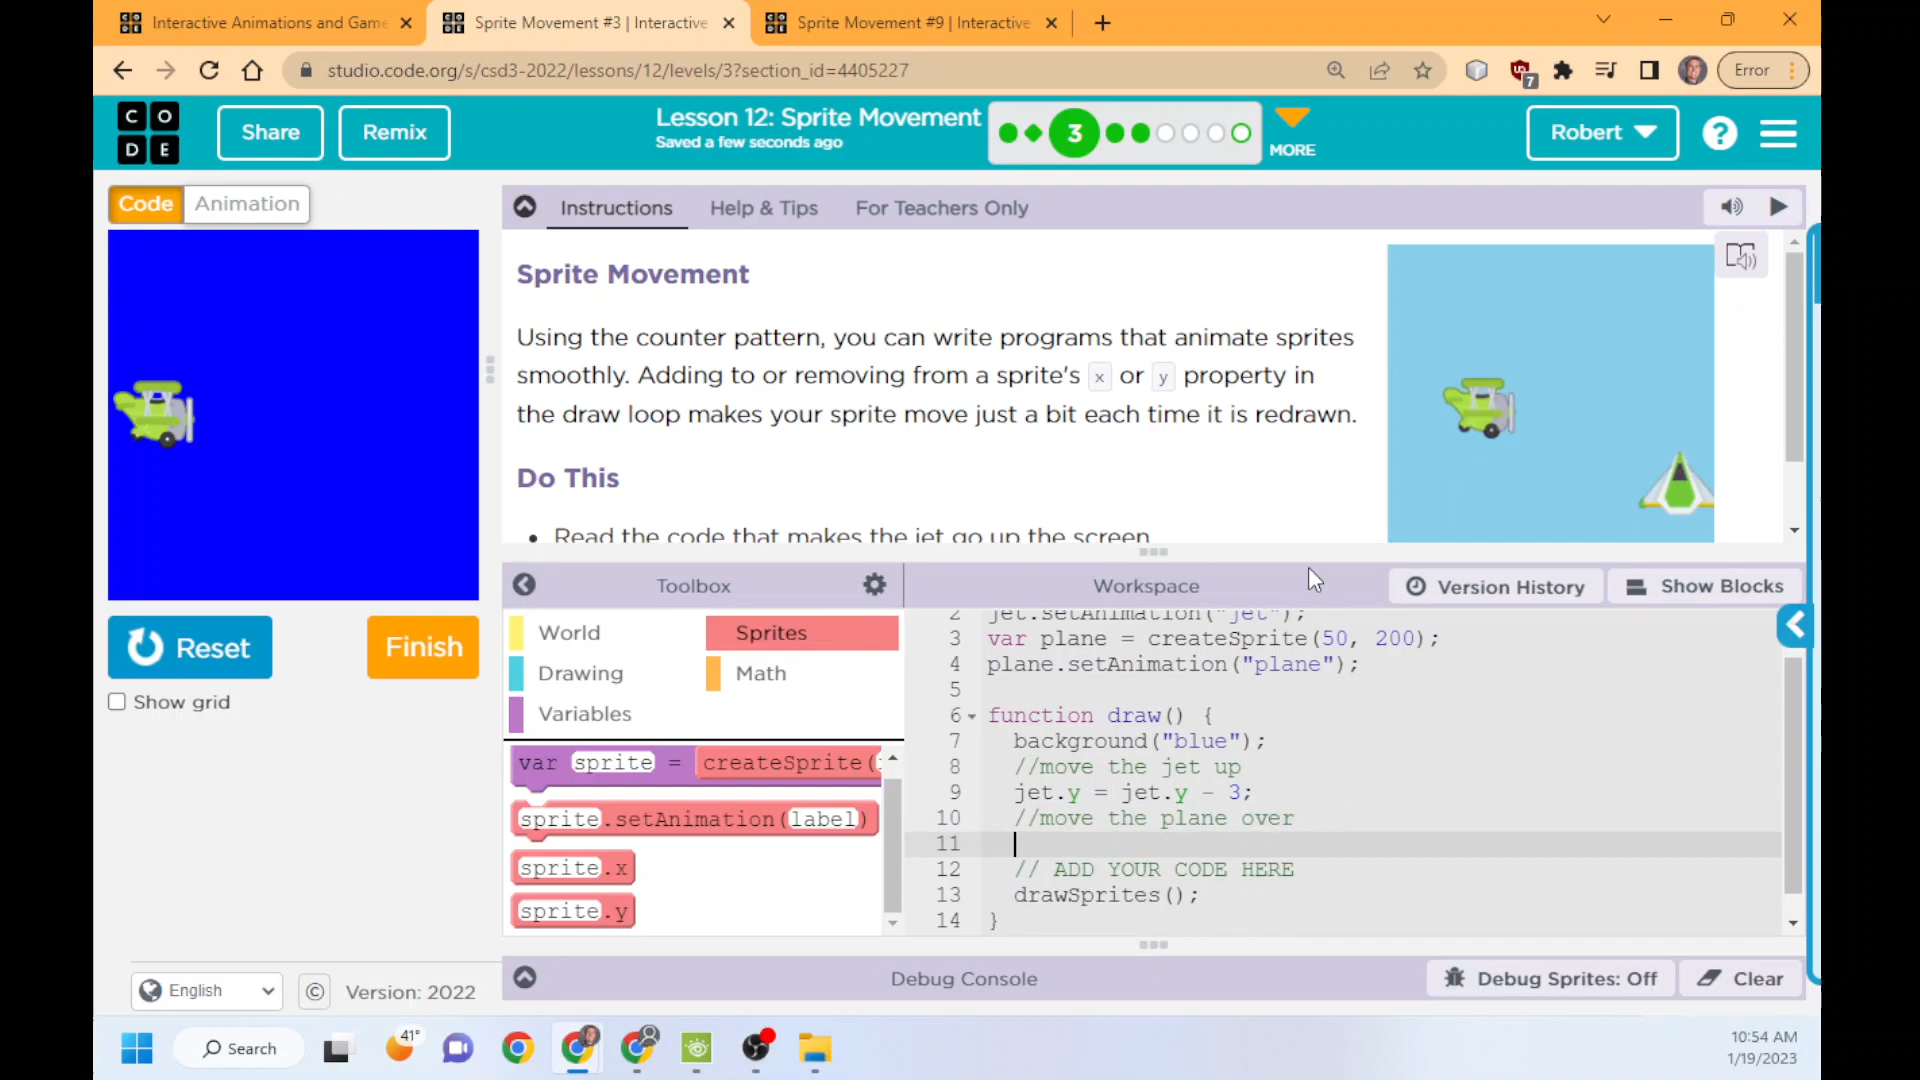 Interactive Animations and Game
Sprite Movement #3 | Interactive
Sprite Movement #9 | Interactive
studio.code.org/s/csd3-2022/lessons/12/levels/3?section_id=4405227
7
Error
C O
D E
Share
Remix
Lesson 12: Sprite Movement
Saved a few seconds ago
3
MORE
Robert
?
Code
Animation
Instructions
Help & Tips
For Teachers Only
Sprite Movement
Using the counter pattern, you can write programs that animate sprites
smoothly. Adding to or removing from a sprite's x or y property in
the draw loop makes your sprite move just a bit each time it is redrawn.
Do This
• Read the code that makes the jet go up the screen
Reset
Finish
Show grid
Toolbox
Workspace
Version History
Show Blocks
World
Sprites
Drawing
Math
Variables
var sprite = createSprite(
sprite.setAnimation(label)
sprite.x
sprite.y
2 jet.setAnimation("jet");
3 var plane = createSprite(50, 200);
4 plane.setAnimation("plane");
5
6 function draw() {
7 background("blue");
8 //move the jet up
9 jet.y = jet.y - 3;
10 //move the plane over
11
12 // ADD YOUR CODE HERE
13 drawSprites();
14 }
English
©
Version: 2022
Debug Console
Debug Sprites: Off
Clear
Search
41°
10:54 AM
1/19/2023